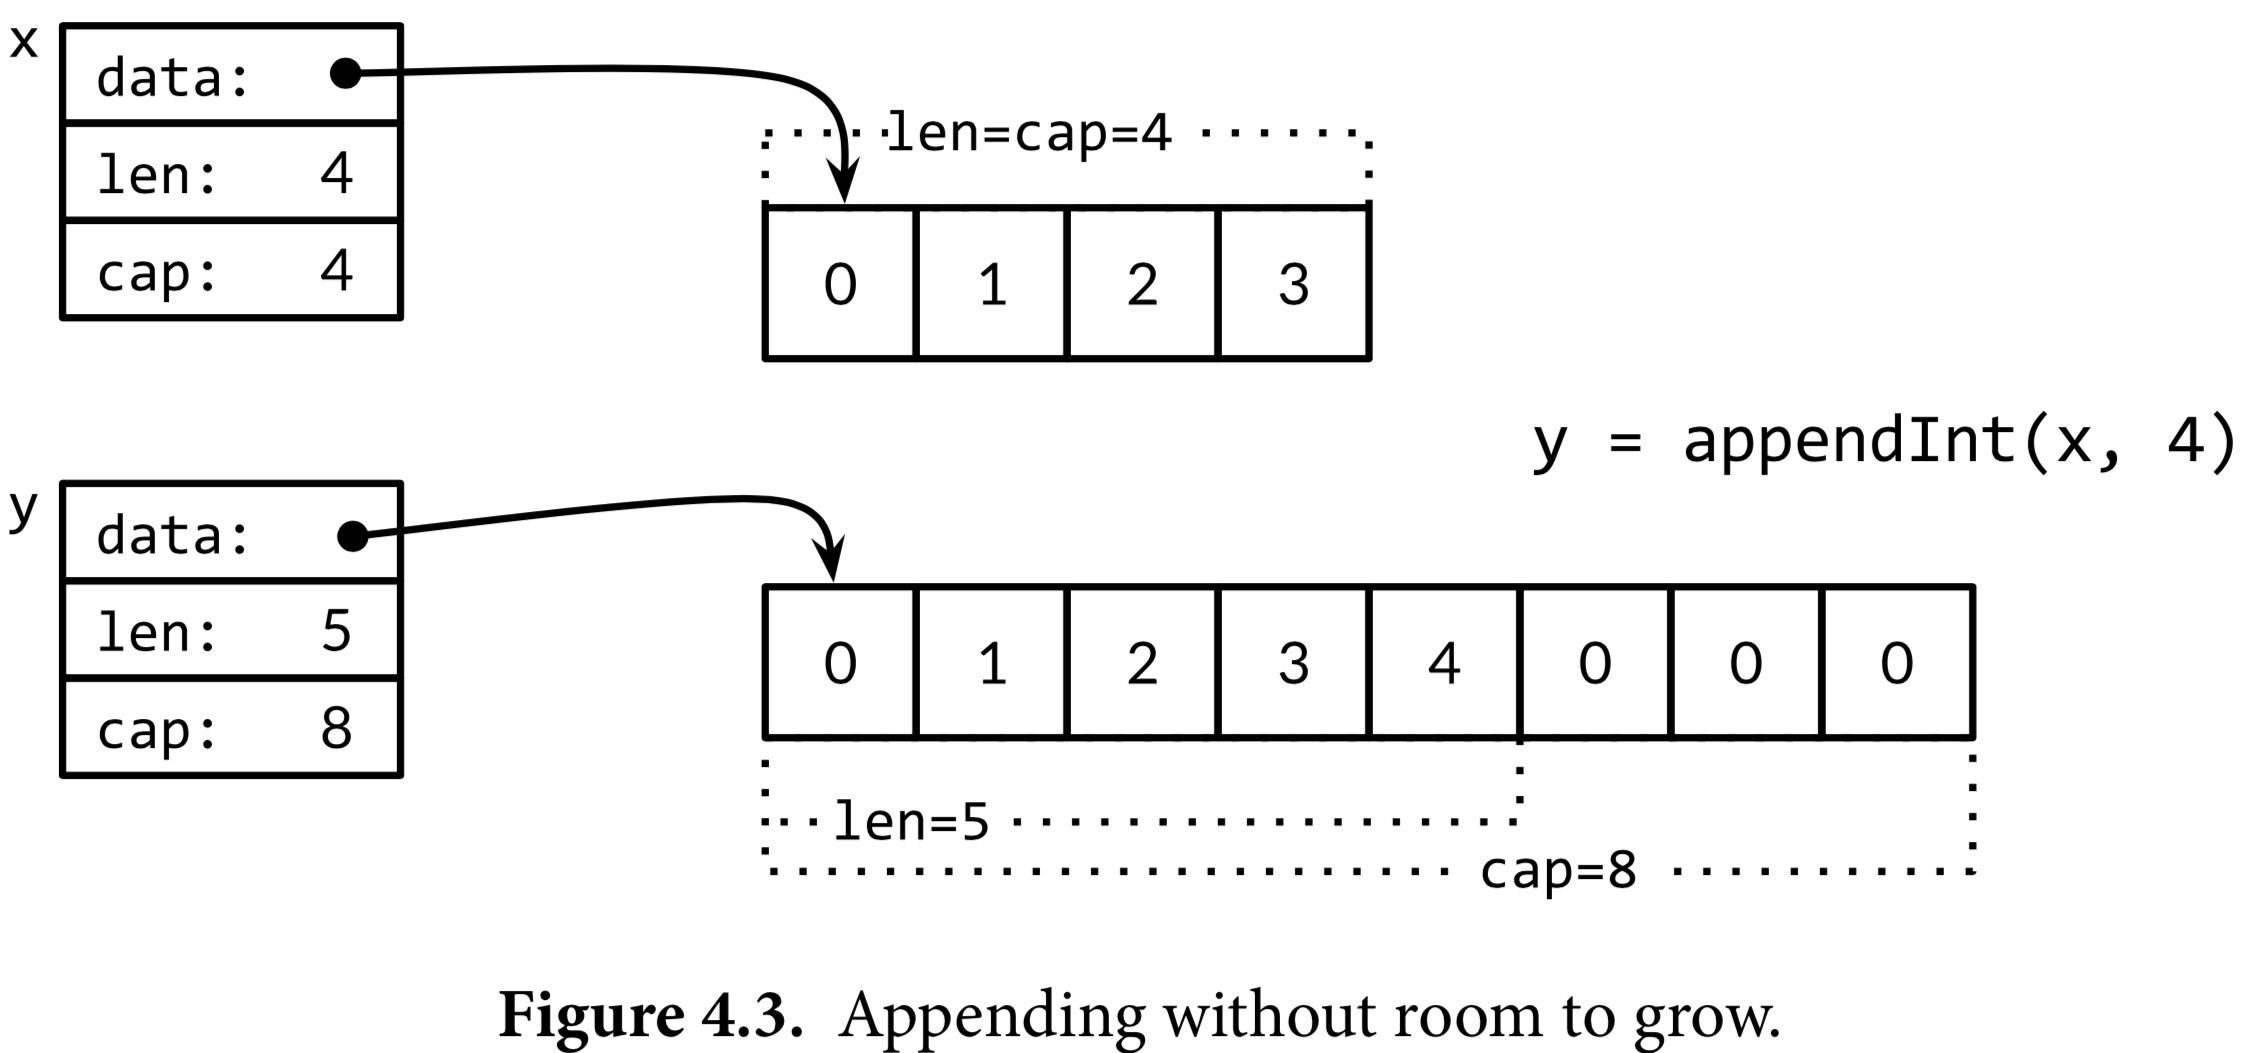 x
data:
len: 4
cap: 4
len=cap=4
0 1 2 3
y = appendInt(x, 4)
y
data:
len: 5
cap: 8
0 1 2 3 4 0 0 0
len=5
cap=8
Figure 4.3. Appending without room to grow.